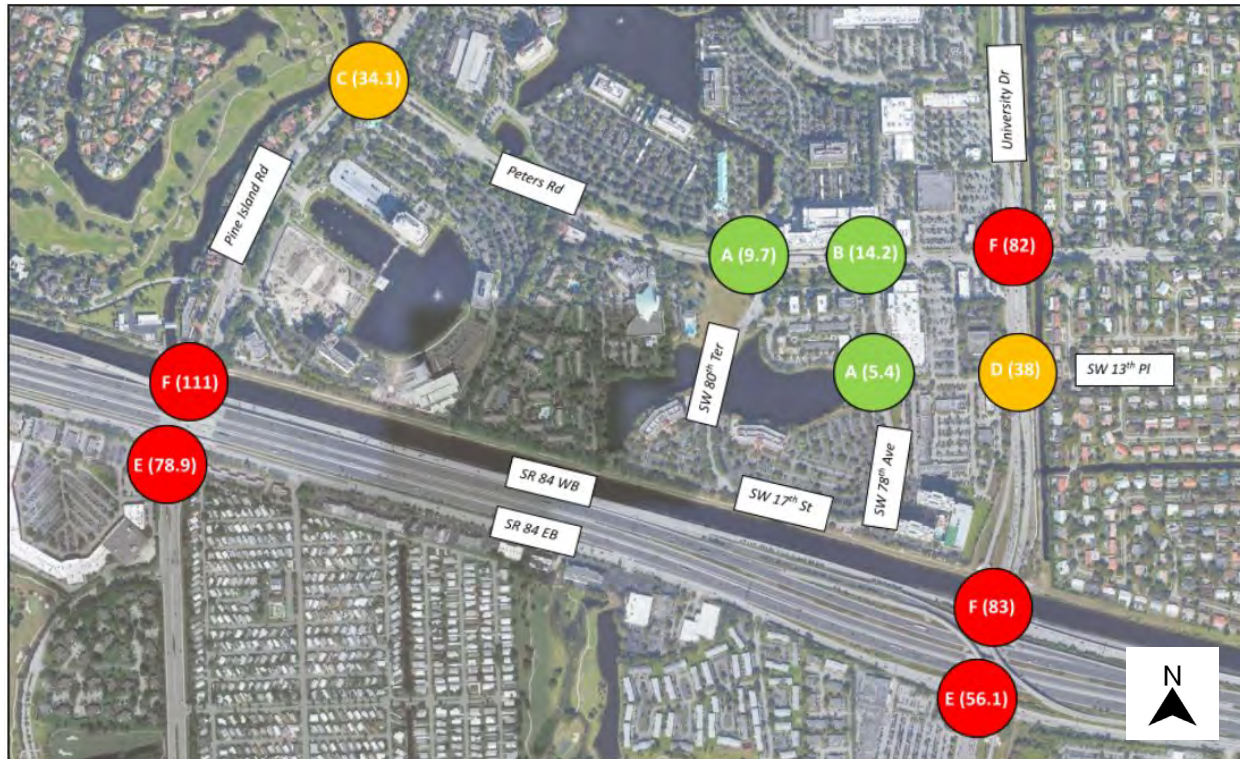 C (34.1)
University Dr
Peters Rd
Pine Island Rd
A (9.7)
B (14.2)
F (82)
F (111)
SW 80th Ter
A (5.4)
D (38)
SW 13th Pl
E (78.9)
SR 84 WB
SW 17th St
SW 78th Ave
SR 84 EB
F (83)
E (56.1)
N